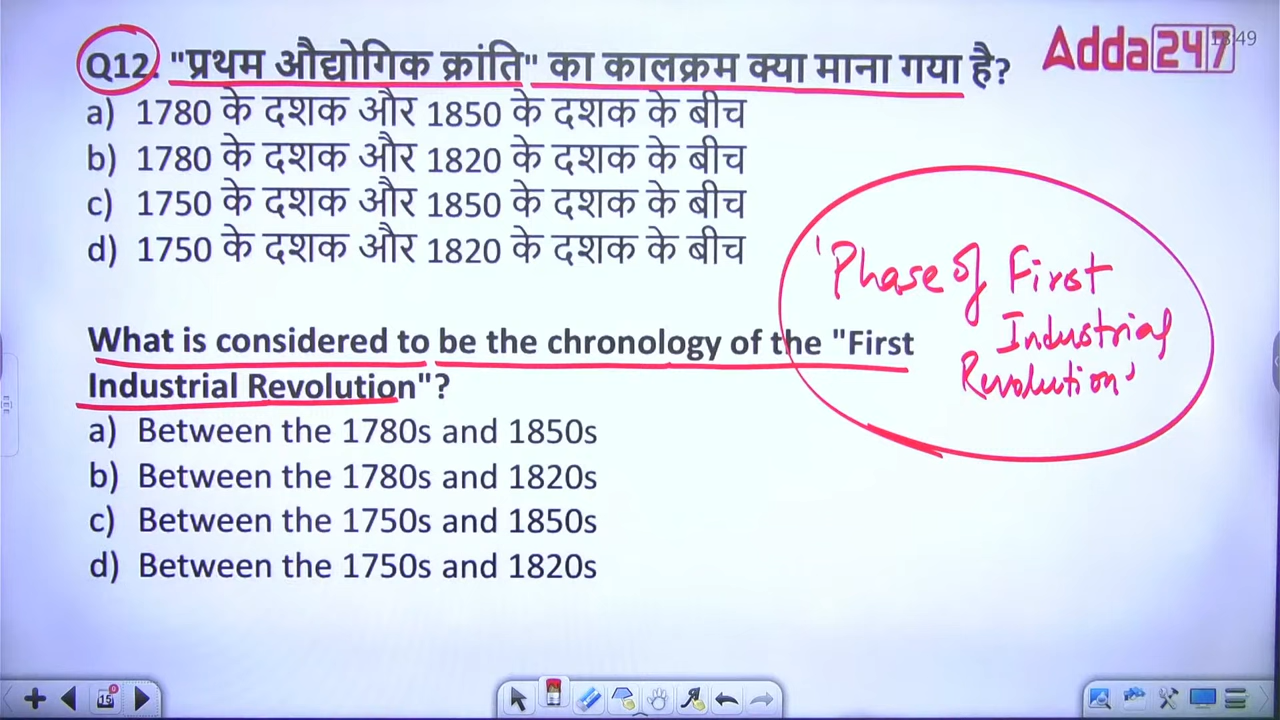 Q12. "प्रथम औद्योगिक क्रांति" का कालक्रम क्या माना गया है?
Adda247
18:49
a) 1780 के दशक और 1850 के दशक के बीच
b) 1780 के दशक और 1820 के दशक के बीच
c) 1750 के दशक और 1850 के दशक के बीच
d) 1750 के दशक और 1820 के दशक के बीच
'Phase of First
Industrial
Revolution'
What is considered to be the chronology of the "First
Industrial Revolution"?
a) Between the 1780s and 1850s
b) Between the 1780s and 1820s
c) Between the 1750s and 1850s
d) Between the 1750s and 1820s
15